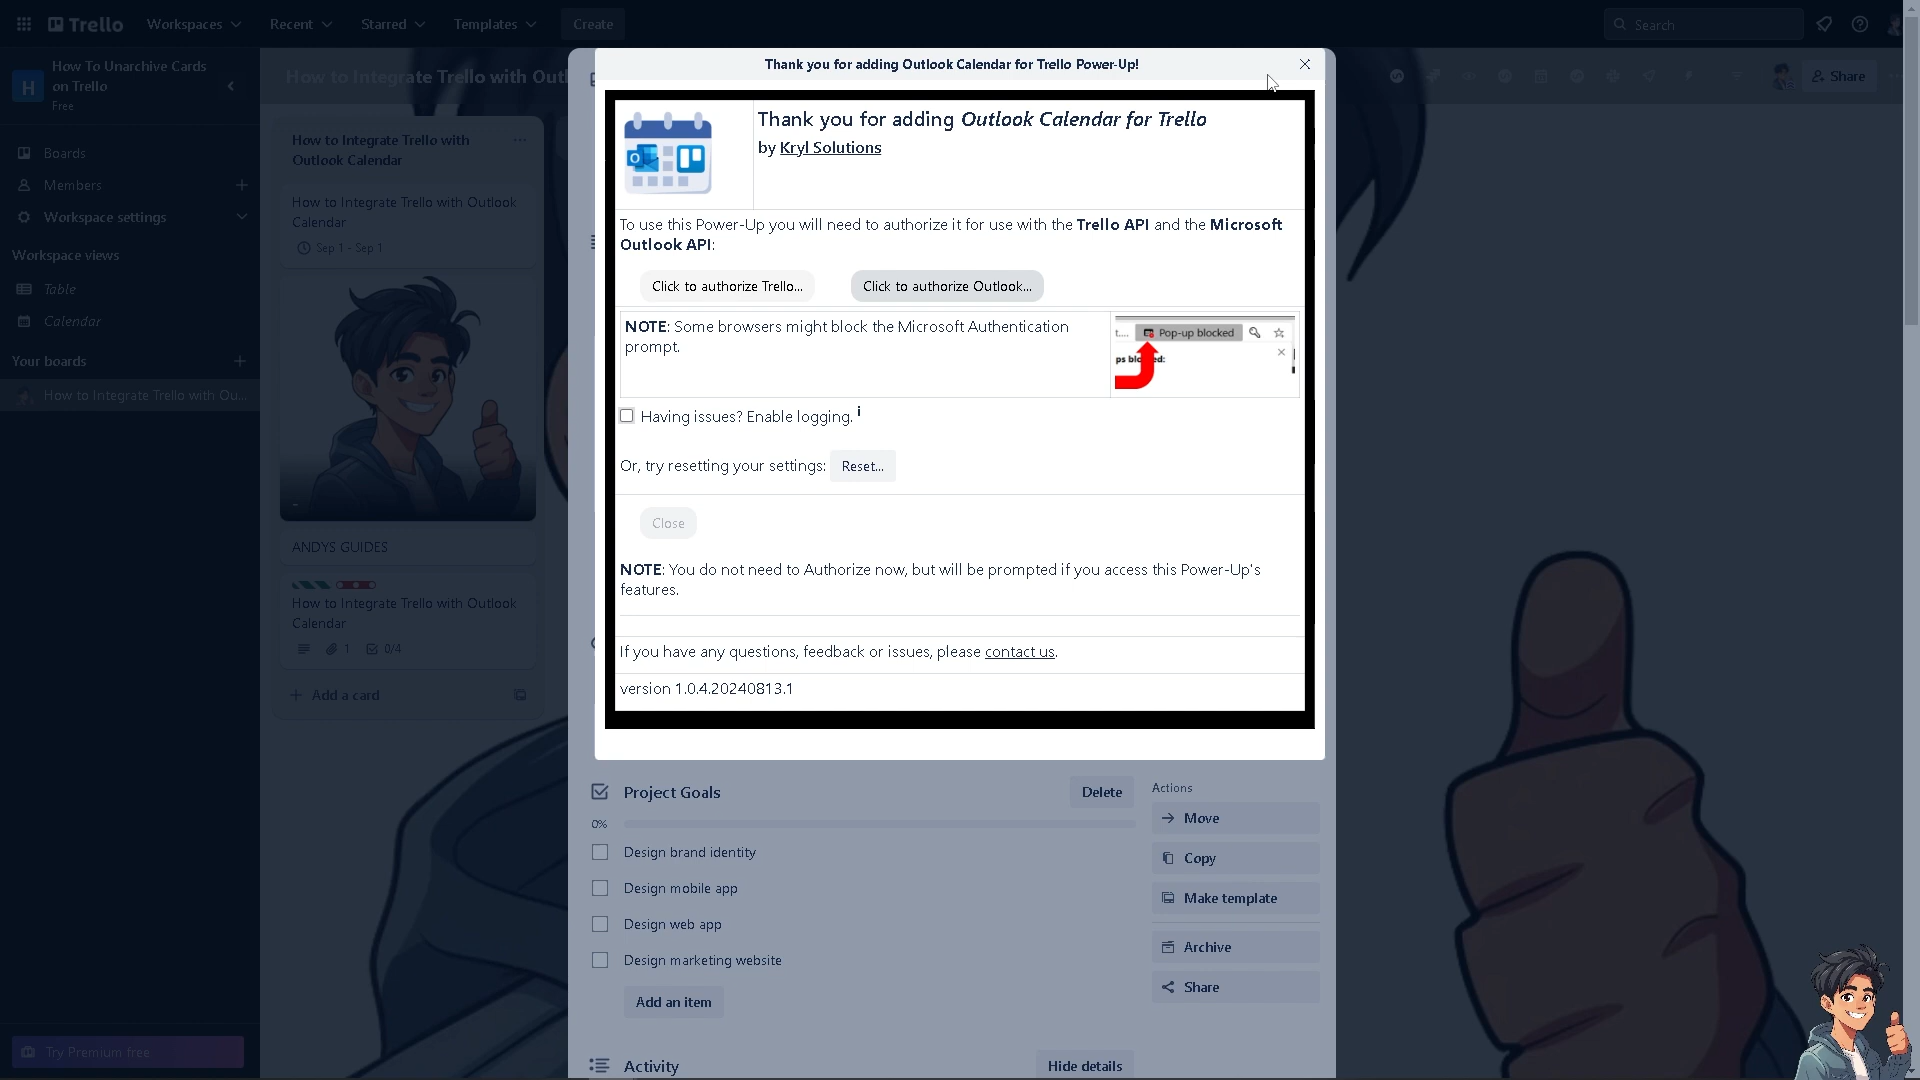 Trello
Workspaces
Recent
Starred
Templates
Create
Search
How To Unarchive Cards
on Trello
Free
H
Boards
Members
Workspace settings
Workspace views
Table
Calendar
Your boards
How to Integrate Trello with Ou...
Try Premium free
How to Integrate Trello with Outl
Share
How to Integrate Trello with
Outlook Calendar
How to Integrate Trello with Outlook
Calendar
Sep 1 - Sep 1
ANDYS GUIDES
How to Integrate Trello with Outlook
Calendar
1
0/4
Add a card
Thank you for adding Outlook Calendar for Trello Power-Up!
Thank you for adding Outlook Calendar for Trello
by Kryl Solutions
To use this Power-Up you will need to authorize it for use with the Trello API and the Microsoft
Outlook API:
Click to authorize Trello...
Click to authorize Outlook...
NOTE: Some browsers might block the Microsoft Authentication
prompt.
Pop-up blocked
Having issues? Enable logging. i
Or, try resetting your settings: Reset...
Close
NOTE: You do not need to Authorize now, but will be prompted if you access this Power-Up's
features.
If you have any questions, feedback or issues, please contact us.
version 1.0.4.20240813.1
Project Goals
Delete
0%
Design brand identity
Design mobile app
Design web app
Design marketing website
Add an item
Actions
Move
Copy
Make template
Archive
Share
Activity
Hide details